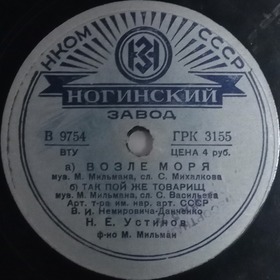 НКОМ СССР
НОГИНСКИЙ
ЗАВОД
В 9754 ГРК 3155
ВТУ ЦЕНА 4 руб.
а) ВОЗЛЕ МОРЯ
муз. М. Мильмана, сл. С. Михалкова
б) ТАК ПОЙ ЖЕ ТОВАРИЩ
муз. М. Мильмана, сл. С. Васильева
Арт. т-ра им. нар. арт. СССР
В. И. Немировича-Данченко
Н. Е. Устинов
ф-но М. Мильман